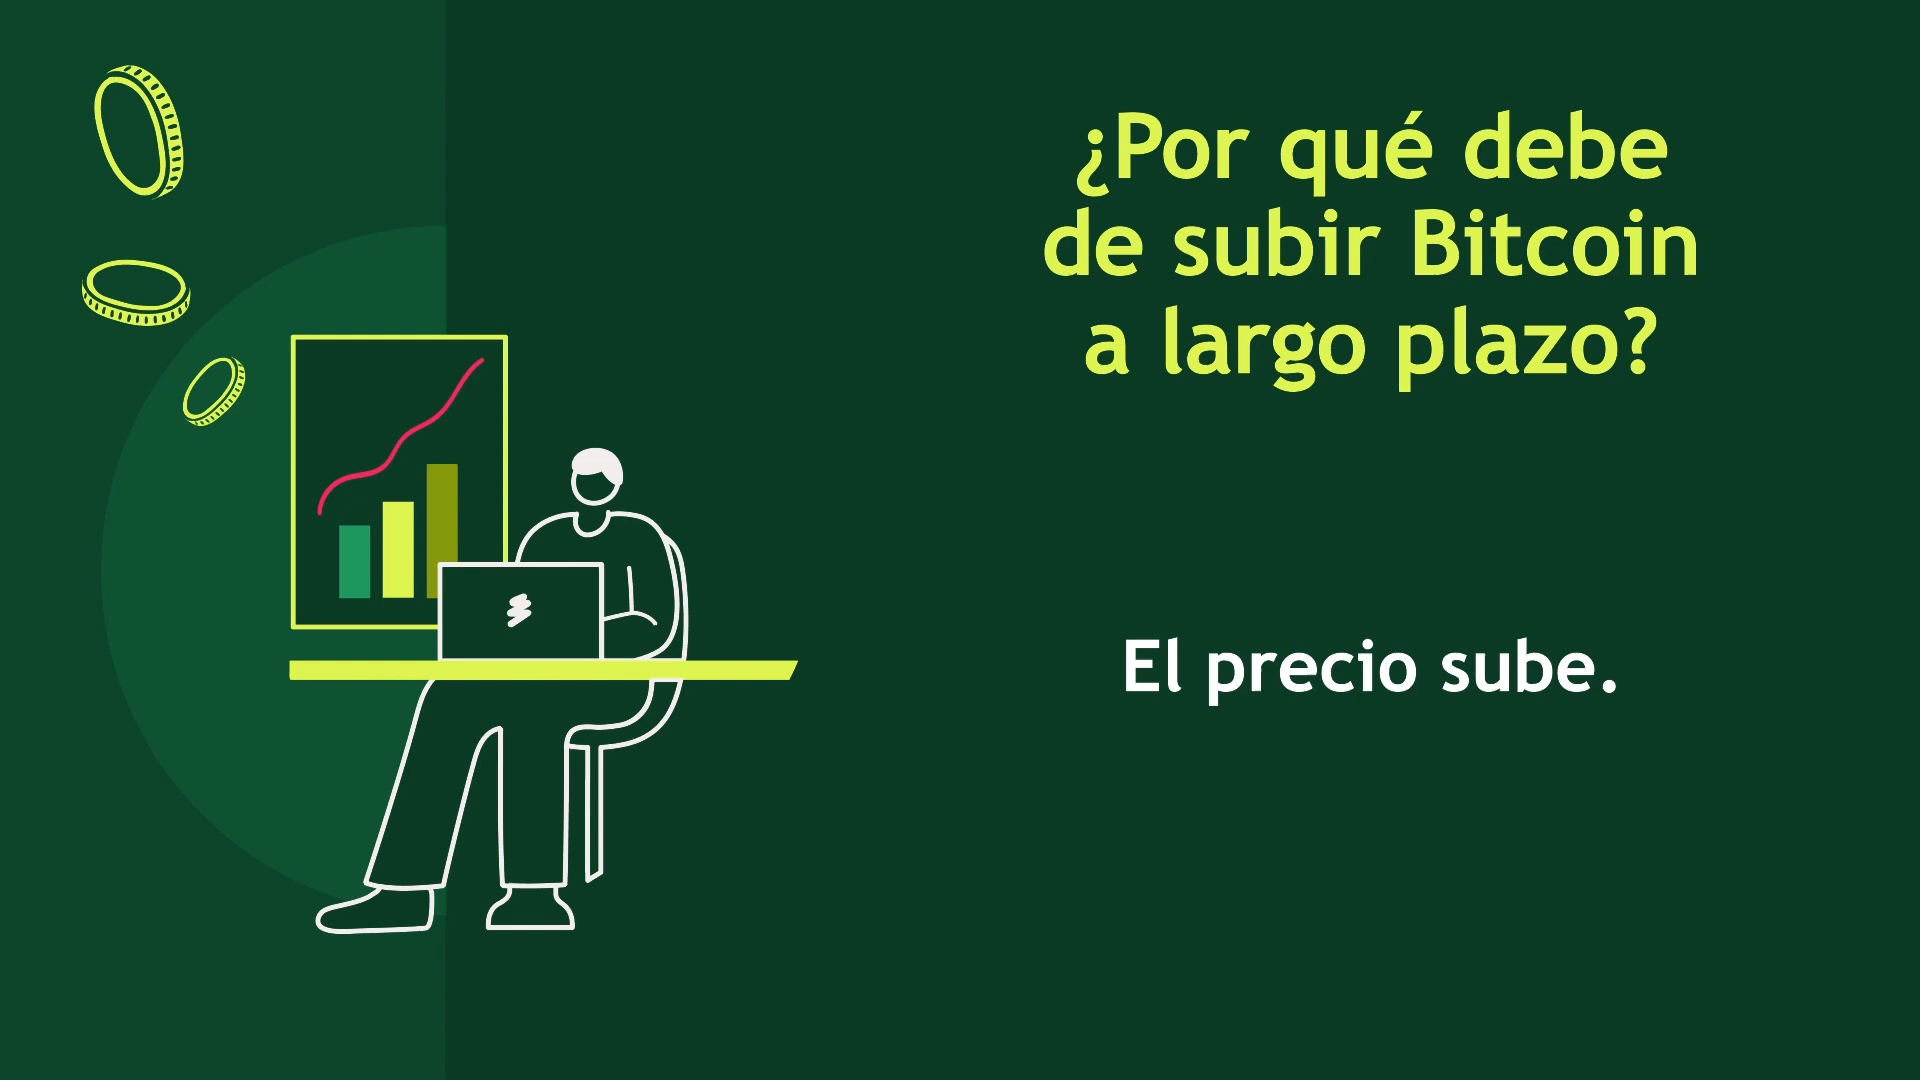 ¿Por qué debe
de subir Bitcoin
a largo plazo?
El precio sube.